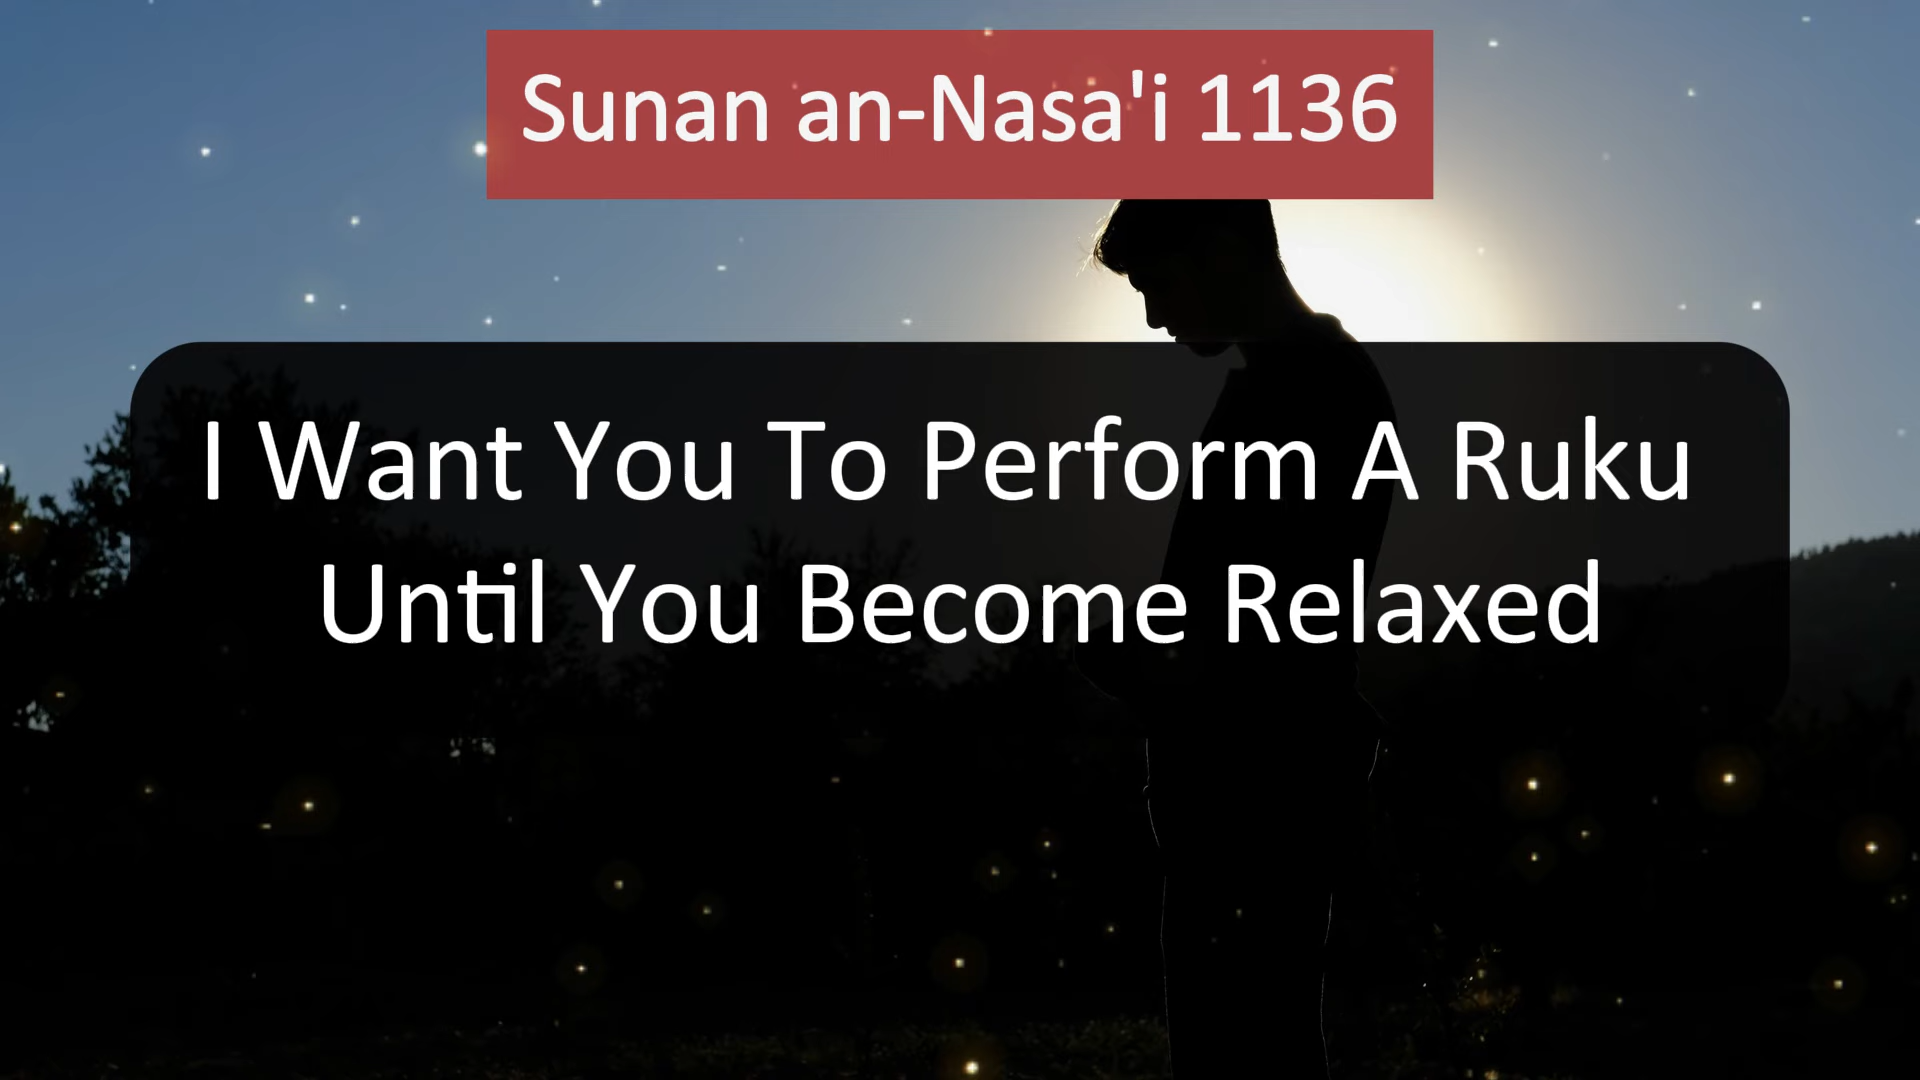 Sunan an-Nasa'i 1136
I Want You To Perform A Ruku
Until You Become Relaxed